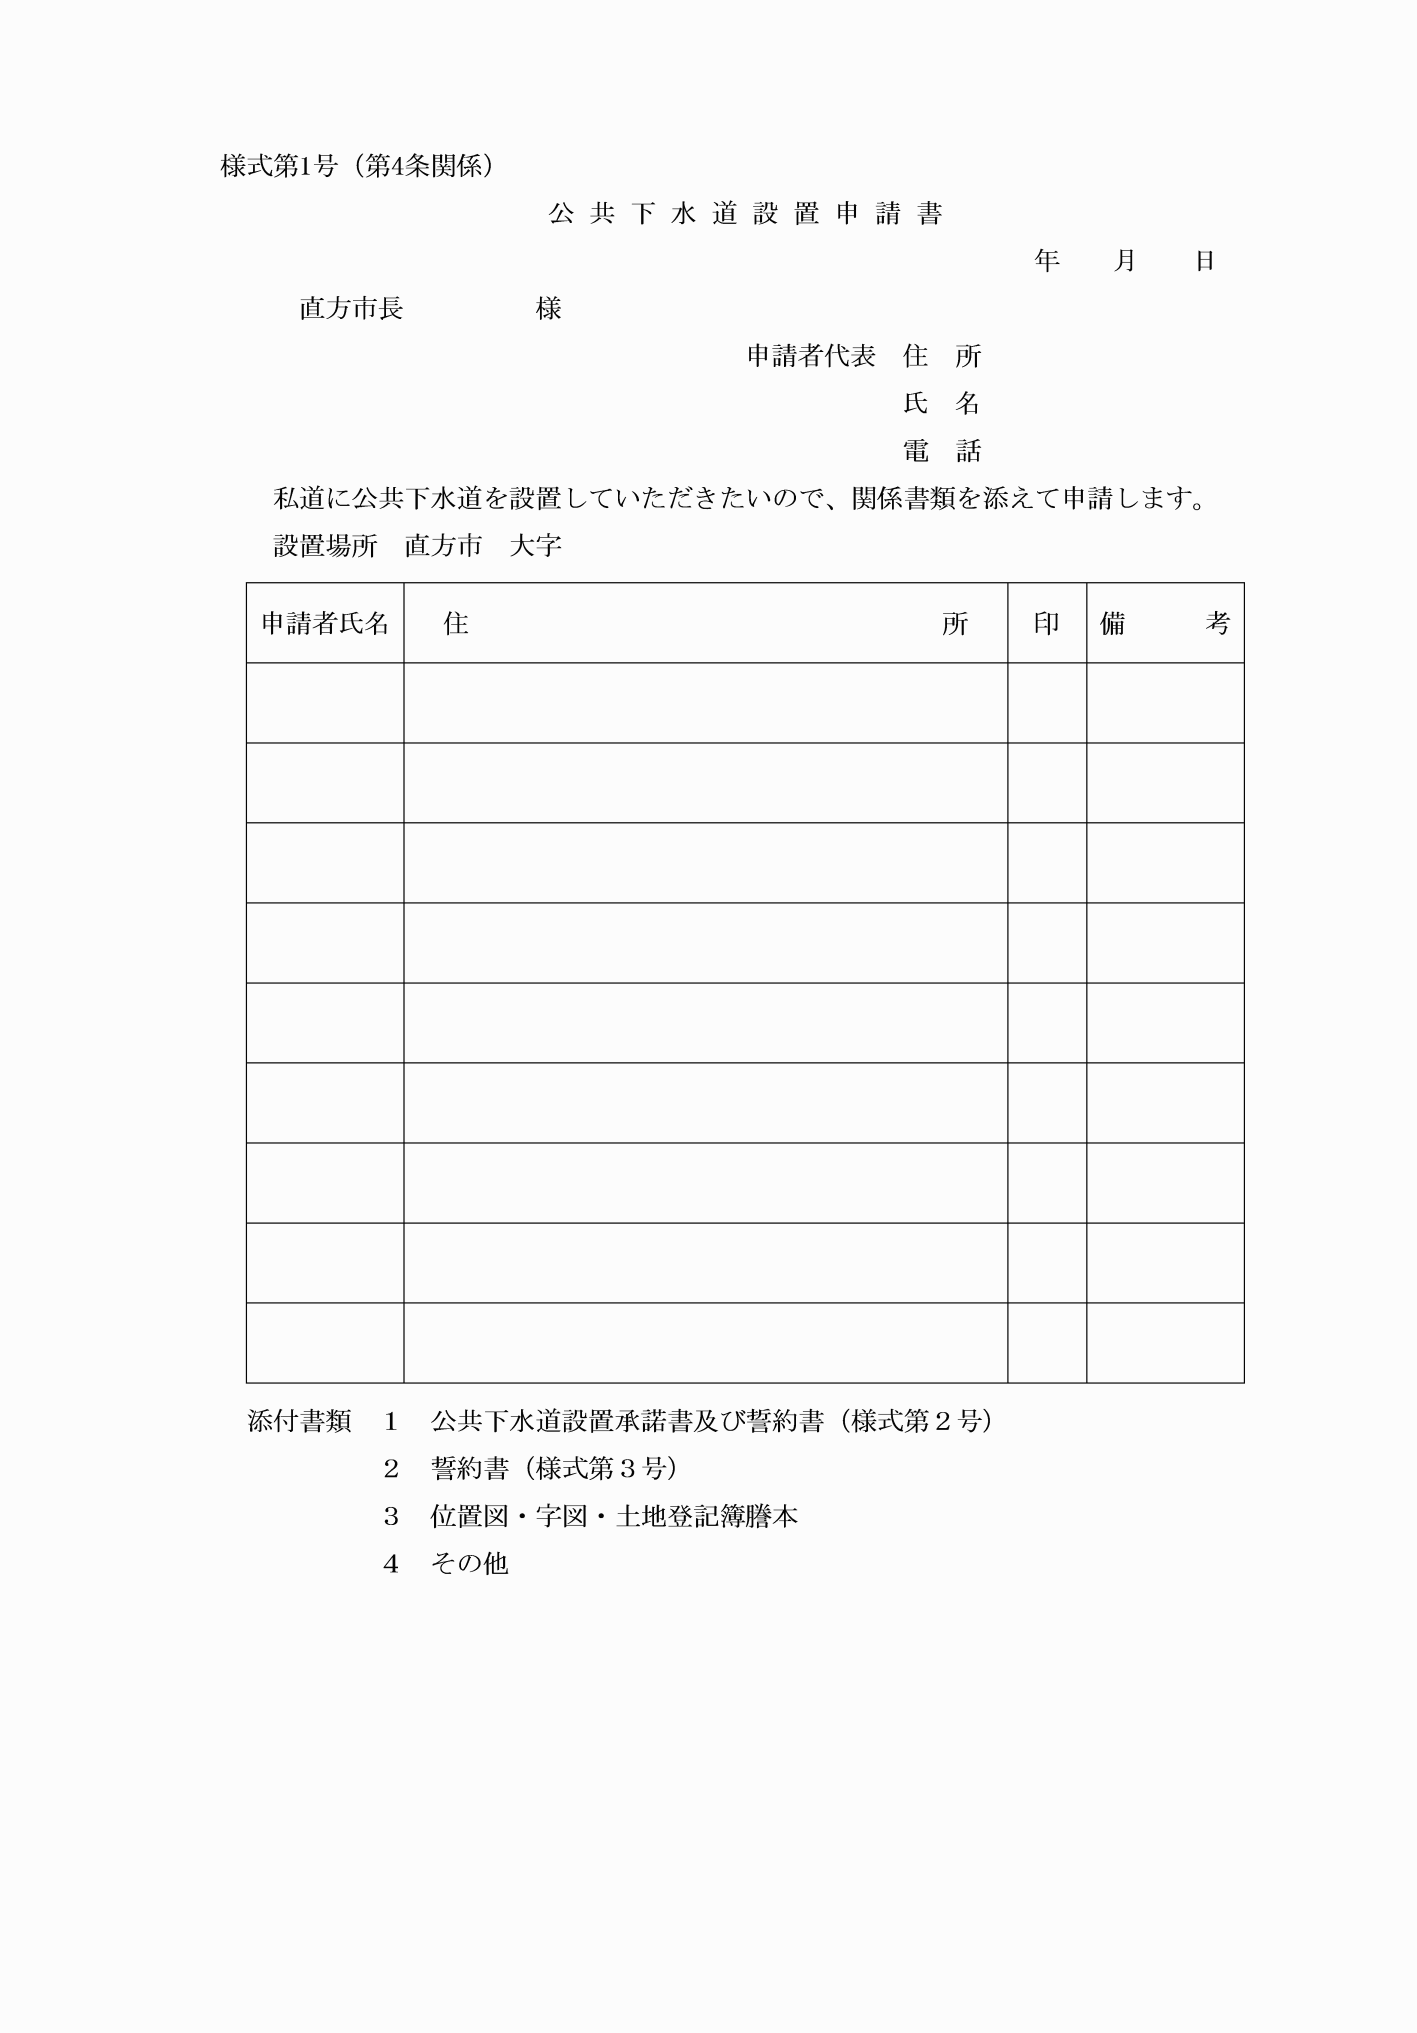 様式第1号（第4条関係）
公共下水道設置申請書
年　　月　　日
直方市長　　　　　様
申請者代表　住　所
氏　名
電　話
私道に公共下水道を設置していただきたいので、関係書類を添えて申請します。
設置場所　直方市　大字
申請者氏名　住　所　印　備　考
添付書類　1　公共下水道設置承諾書及び誓約書（様式第２号）
2　誓約書（様式第３号）
3　位置図・字図・土地登記簿謄本
4　その他